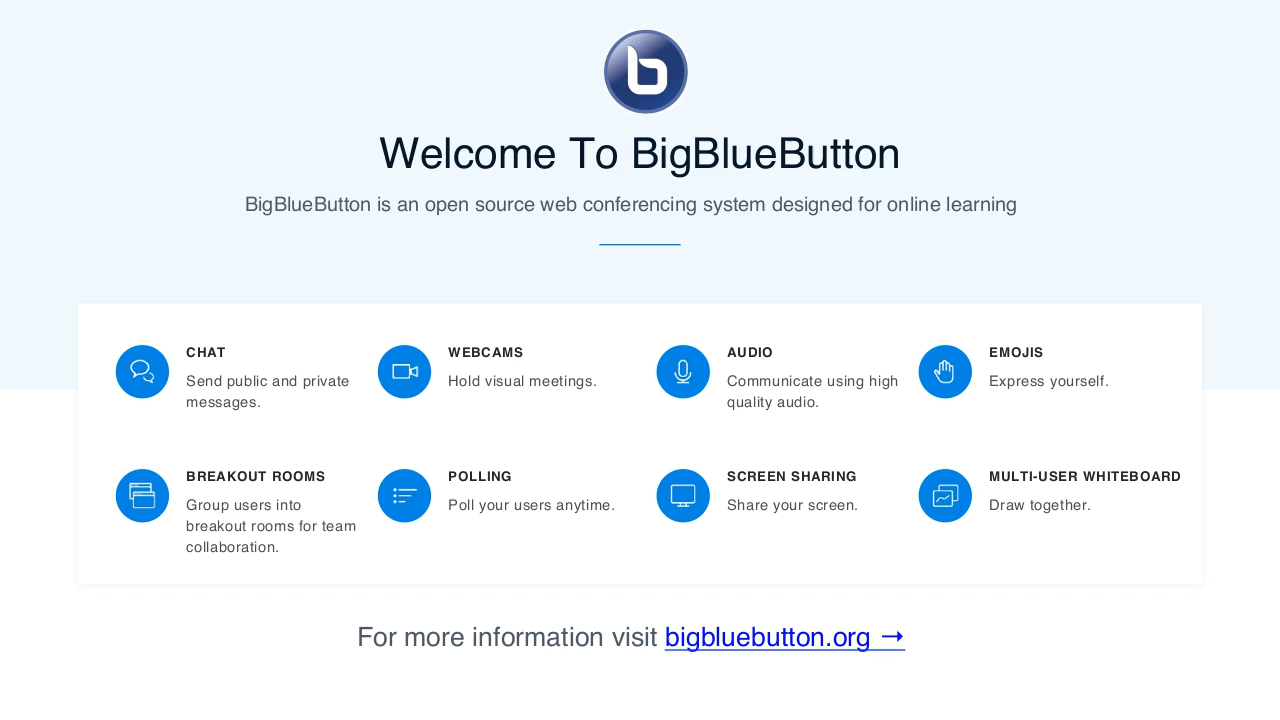 Welcome To BigBlueButton
BigBlueButton is an open source web conferencing system designed for online learning
CHAT
Send public and private
messages.
WEBCAMS
Hold visual meetings.
AUDIO
Communicate using high
quality audio.
EMOJIS
Express yourself.
BREAKOUT ROOMS
Group users into
breakout rooms for team
collaboration.
POLLING
Poll your users anytime.
SCREEN SHARING
Share your screen.
MULTI-USER WHITEBOARD
Draw together.
For more information visit bigbluebutton.org →